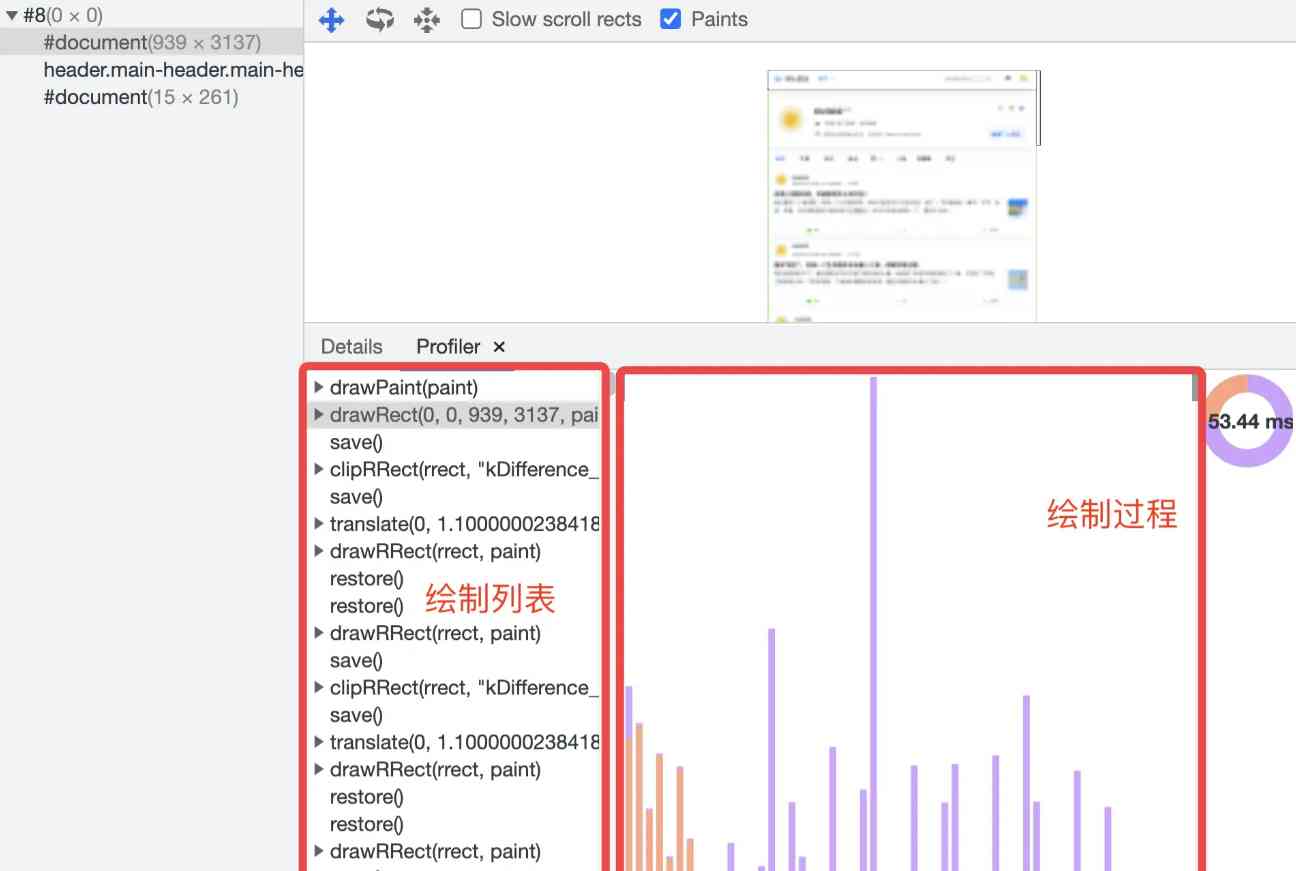 #8(0 × 0)
#document(939 × 3137)
header.main-header.main-he
#document(15 × 261)
Slow scroll rects
Paints
Details
Profiler ×
drawPaint(paint)
drawRect(0, 0, 939, 3137, pai
save()
clipRRect(rrect, "kDifference_
save()
translate(0, 1.1000000238418
drawRRect(rrect, paint)
restore()
restore()
绘制列表
drawRRect(rrect, paint)
save()
clipRRect(rrect, "kDifference_
save()
translate(0, 1.1000000238418
drawRRect(rrect, paint)
restore()
restore()
drawRRect(rrect, paint)
绘制过程
53.44 ms